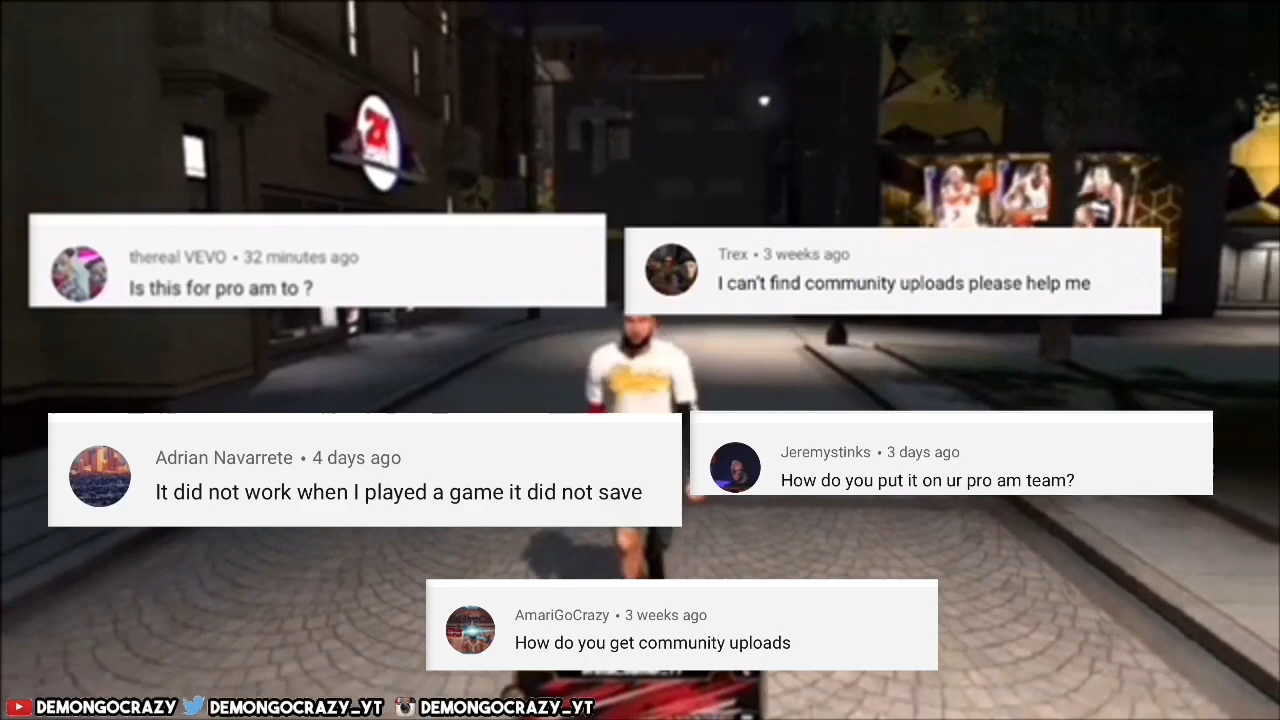 2K
thereal VEVO • 32 minutes ago
Is this for pro am to ?
Trex • 3 weeks ago
I can't find community uploads please help me
Adrian Navarrete • 4 days ago
It did not work when I played a game it did not save
Jeremystinks • 3 days ago
How do you put it on ur pro am team?
AmariGoCrazy • 3 weeks ago
How do you get community uploads
DEMONGOCRAZY DEMONGOCRAZY_YT DEMONGOCRAZY_YT